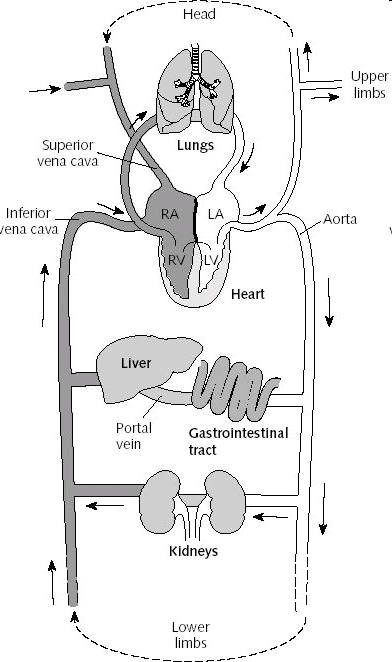 Head
Upper
limbs
Lungs
Superior
vena cava
RA
LA
Inferior
vena cava
Aorta
RV
LV
Heart
Liver
Portal
vein
Gastrointestinal
tract
Kidneys
Lower
limbs